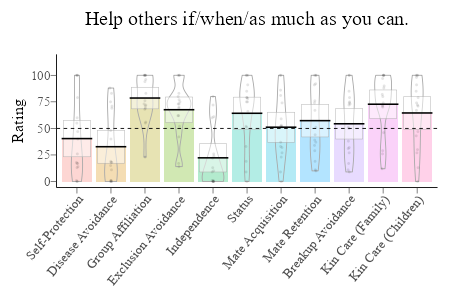 Help others if/when/as much as you can.
Rating
100
75
50
25
0
Self-Protection
Disease Avoidance
Group Affiliation
Exclusion Avoidance
Independence
Status
Mate Acquisition
Mate Retention
Breakup Avoidance
Kin Care (Family)
Kin Care (Children)